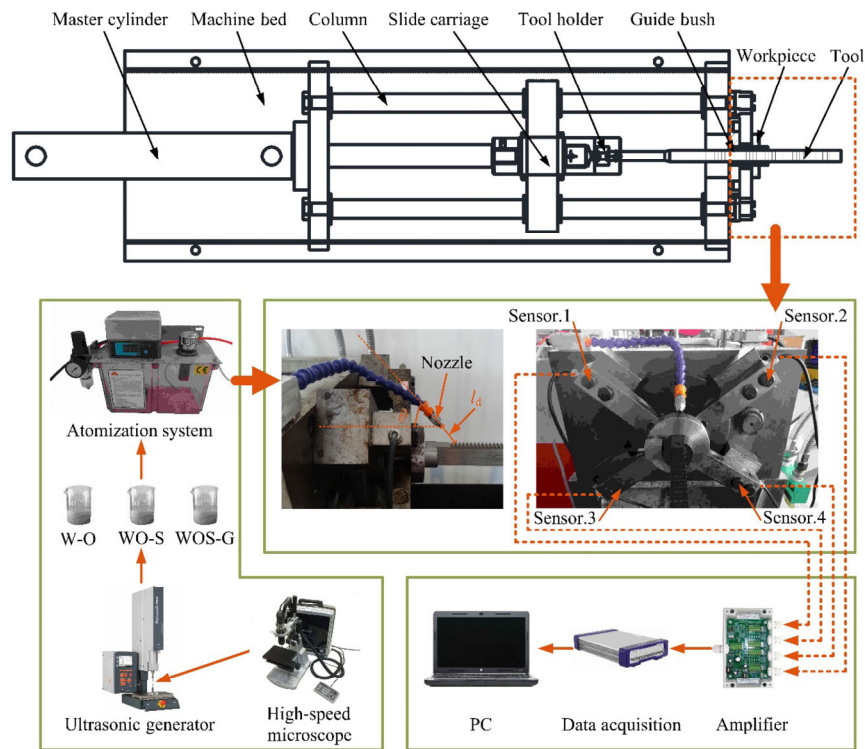 Master cylinder
Machine bed
Column
Slide carriage
Tool holder
Guide bush
Workpiece
Tool
Sensor.1
Sensor.2
Nozzle
l_d
Atomization system
Sensor.3
Sensor.4
W-O
WO-S
WOS-G
Ultrasonic generator
High-speed
microscope
PC
Data acquisition
Amplifier